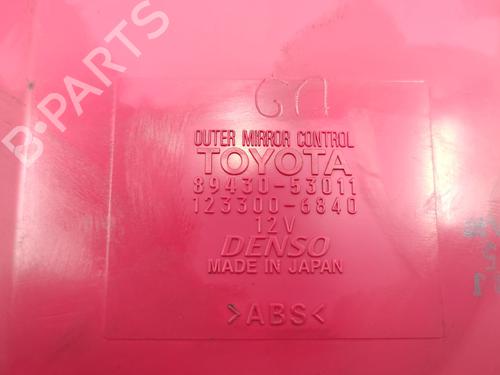 B-PARTS
OUTER MIRROR CONTROL
TOYOTA
89430-53011
123300-6840
12V
DENSO
MADE IN JAPAN
>ABS<